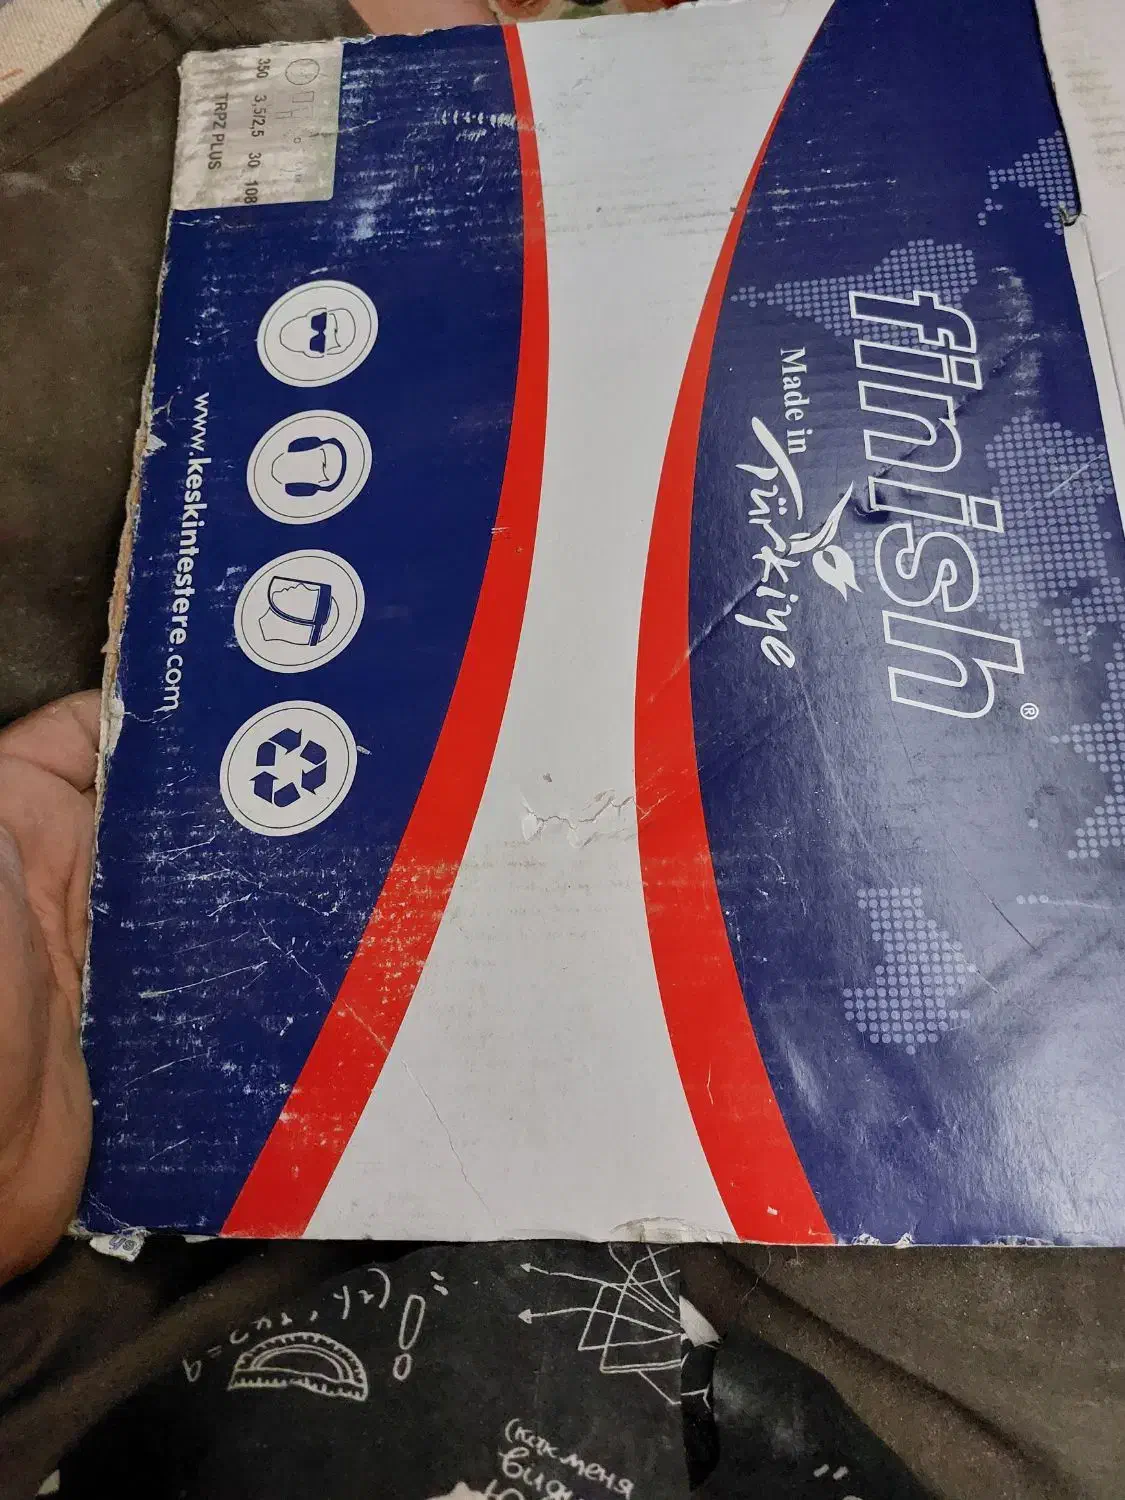 finish®
Made in
Türkiye
350 3,5/2,5 30 108
TRPZ PLUS
www.keskintestere.com
(как меня